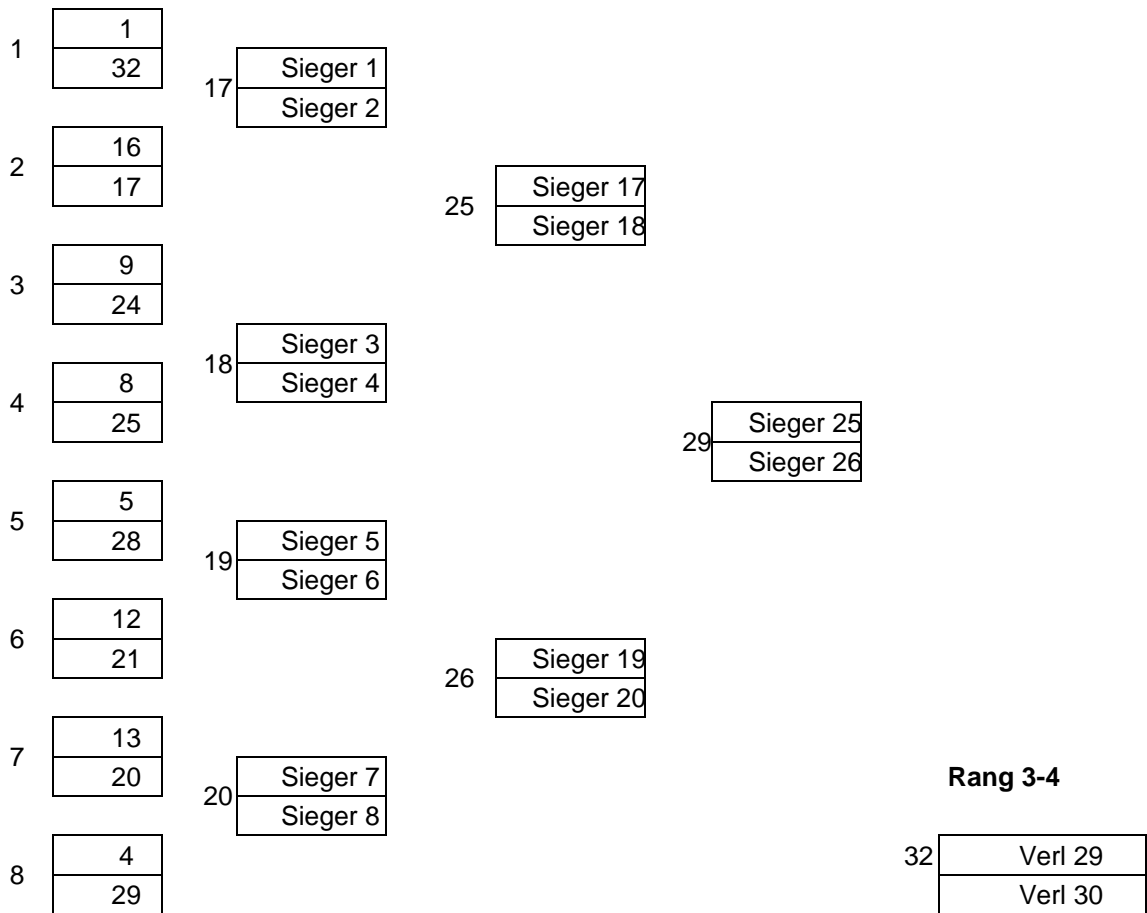 1
1
32
17
Sieger 1
Sieger 2
2
16
17
25
Sieger 17
Sieger 18
3
9
24
18
Sieger 3
Sieger 4
4
8
25
29
Sieger 25
Sieger 26
5
5
28
19
Sieger 5
Sieger 6
6
12
21
26
Sieger 19
Sieger 20
7
13
20
20
Sieger 7
Sieger 8
Rang 3-4
8
4
29
32
Verl 29
Verl 30